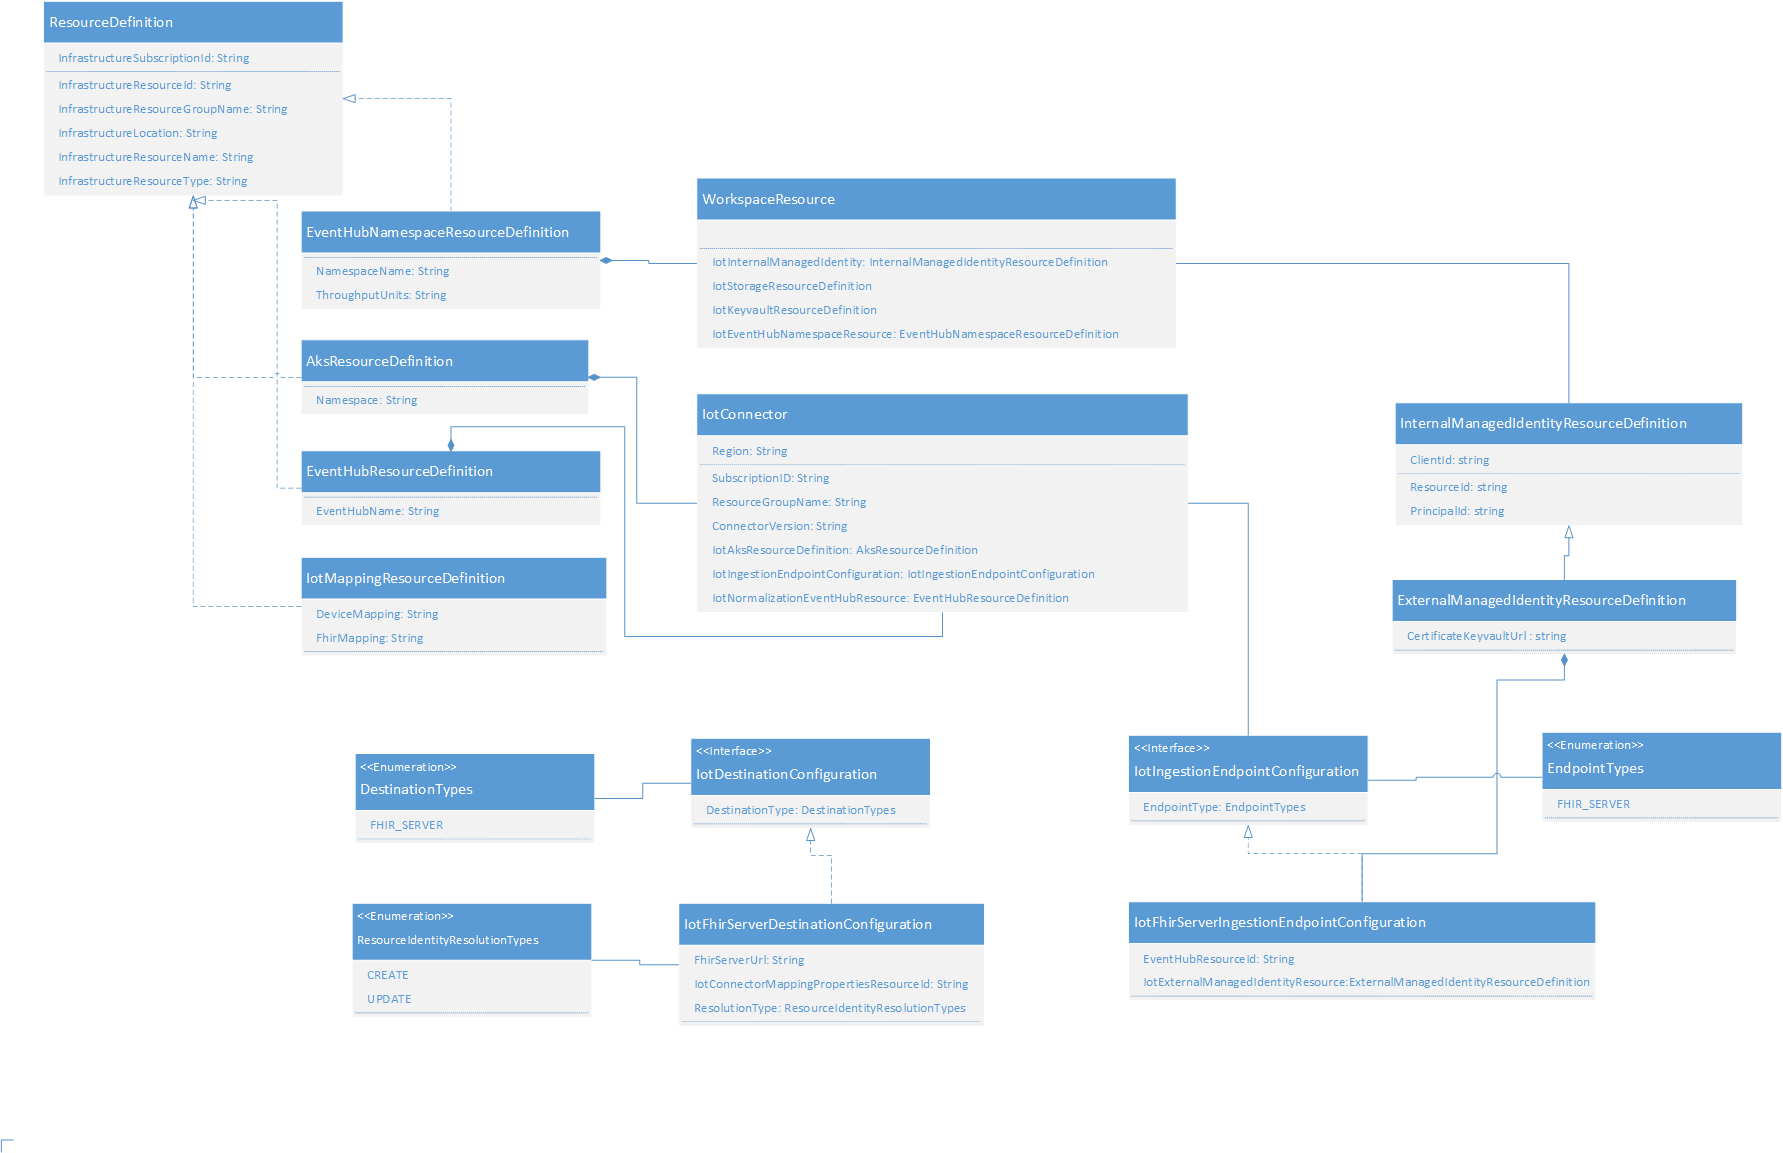 ResourceDefinition
InfrastructureSubscriptionId: String
InfrastructureResourceId: String
InfrastructureResourceGroupName: String
InfrastructureLocation: String
InfrastructureResourceName: String
InfrastructureResourceType: String
EventHubNamespaceResourceDefinition
NamespaceName: String
ThroughputUnits: String
WorkspaceResource
IotInternalManagedIdentity: InternalManagedIdentityResourceDefinition
IotStorageResourceDefinition
IotKeyvaultResourceDefinition
IotEventHubNamespaceResource: EventHubNamespaceResourceDefinition
AksResourceDefinition
Namespace: String
IotConnector
Region: String
SubscriptionID: String
ResourceGroupName: String
ConnectorVersion: String
IotAksResourceDefinition: AksResourceDefinition
IotIngestionEndpointConfiguration: IotIngestionEndpointConfiguration
IotNormalizationEventHubResource: EventHubResourceDefinition
InternalManagedIdentityResourceDefinition
ClientId: string
ResourceId: string
PrincipalId: string
EventHubResourceDefinition
EventHubName: String
IotMappingResourceDefinition
DeviceMapping: String
FhirMapping: String
ExternalManagedIdentityResourceDefinition
CertificateKeyvaultUrl : string
<<Enumeration>>
DestinationTypes
FHIR_SERVER
<<Interface>>
IotDestinationConfiguration
DestinationType: DestinationTypes
<<Interface>>
IotIngestionEndpointConfiguration
EndpointType: EndpointTypes
<<Enumeration>>
EndpointTypes
FHIR_SERVER
<<Enumeration>>
ResourceIdentityResolutionTypes
CREATE
UPDATE
IotFhirServerDestinationConfiguration
FhirServerUrl: String
IotConnectorMappingPropertiesResourceId: String
ResolutionType: ResourceIdentityResolutionTypes
IotFhirServerIngestionEndpointConfiguration
EventHubResourceId: String
IotExternalManagedIdentityResource:ExternalManagedIdentityResourceDefinition